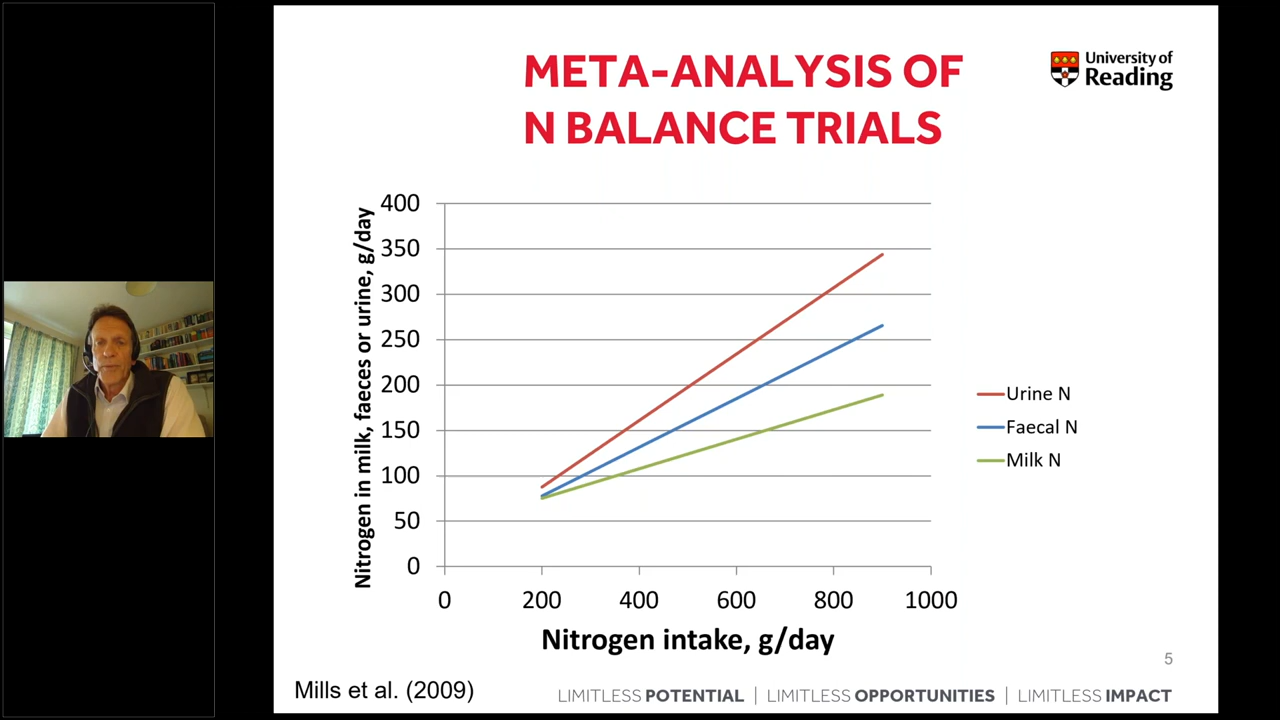 META-ANALYSIS OF
N BALANCE TRIALS
University of
Reading
Nitrogen in milk, faeces or urine, g/day
400
350
300
250
200
150
100
50
0
0 200 400 600 800 1000
Nitrogen intake, g/day
Urine N
Faecal N
Milk N
5
Mills et al. (2009)
LIMITLESS POTENTIAL | LIMITLESS OPPORTUNITIES | LIMITLESS IMPACT